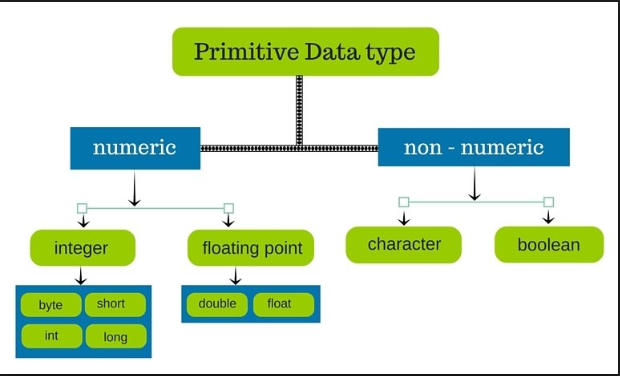 Primitive Data type
numeric
non - numeric
integer
floating point
character
boolean
byte
short
double
float
int
long